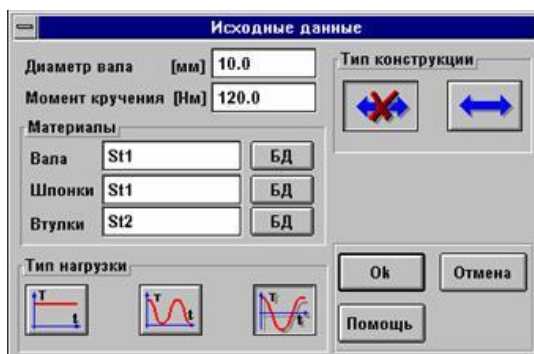 Исходные данные
Диаметр вала [мм] 10.0
Момент кручения [Нм] 120.0
Тип конструкции
Материалы
Вала St1 БД
Шпонки St1 БД
Втулки St2 БД
Тип нагрузки
T t
T t
T t
Ok Отмена
Помощь